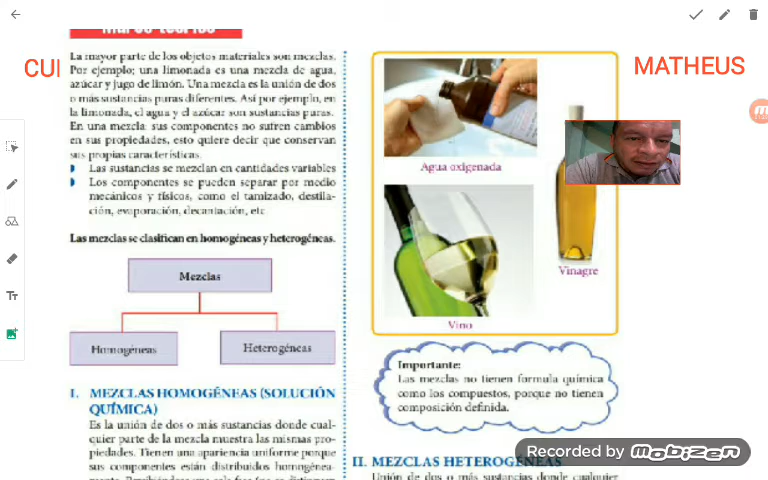 Marco teórico
CUI
MATHEUS
La mayor parte de los objetos materiales son mezclas.
Por ejemplo; una limonada es una mezcla de agua,
azúcar y jugo de limón. Una mezcla es la unión de dos
o más sustancias puras diferentes. Así por ejemplo, en
la limonada, el agua y el azúcar son sustancias puras.
En una mezcla sus componentes no sufren cambios
en sus propiedades, esto quiere decir que conservan
sus propias características.
Las sustancias se mezclan en cantidades variables
Los componentes se pueden separar por medio
mecánicos y físicos, como el tamizado, destila-
ción, evaporación, decantación, etc.
Las mezclas se clasifican en homogéneas y heterogéneas.
Mezclas
Homogéneas
Heterogéneas
I. MEZCLAS HOMOGÉNEAS (SOLUCIÓN
QUÍMICA)
Es la unión de dos o más sustancias donde cual-
quier parte de la mezcla muestra las mismas pro-
piedades. Tienen una apariencia uniforme porque
sus componentes están distribuidos homogénea-
Agua oxigenada
Vinagre
Vino
Importante:
Las mezclas no tienen formula química
como los compuestos, porque no tienen
composición definida.
II. MEZCLAS HETEROGÉNEAS
Unión de dos o más sustancias donde cualquier
Recorded by mobizen
Tт